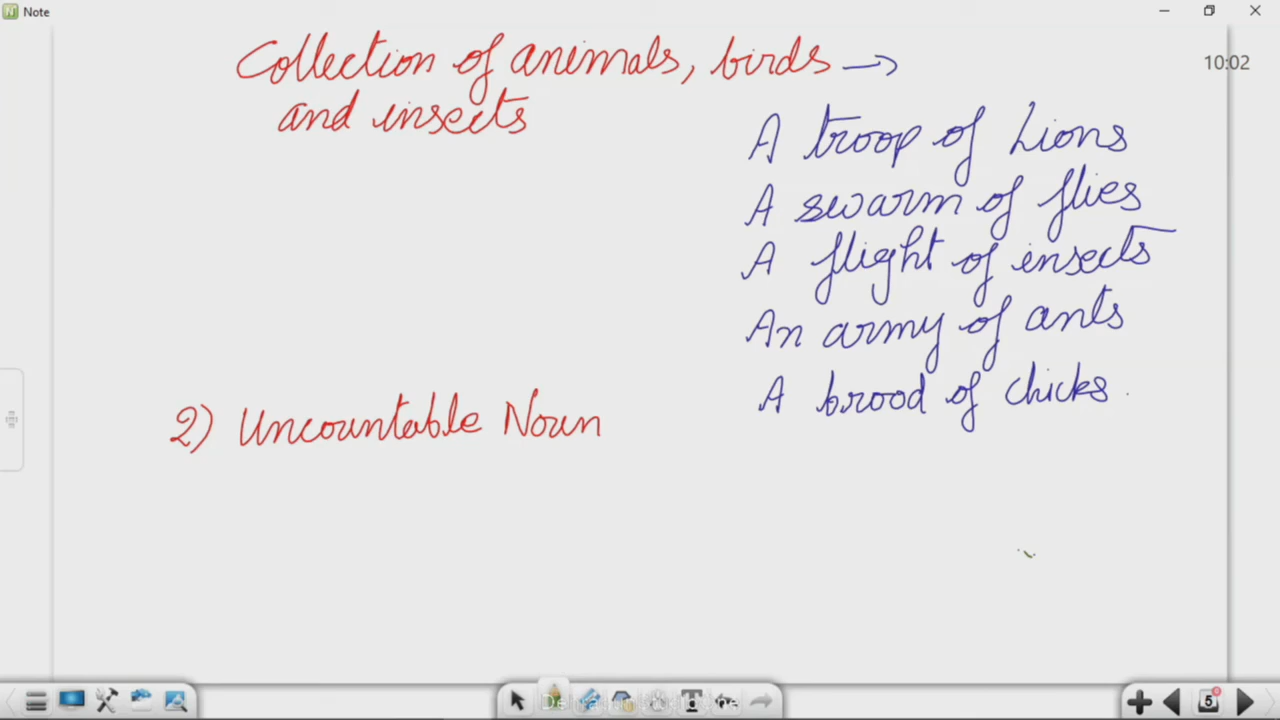 Note
Collection of animals, birds →
and insects
10:02
A troop of Lions
A swarm of flies
A flight of insects
An army of ants
A brood of chicks.
2) Uncountable Noun
5